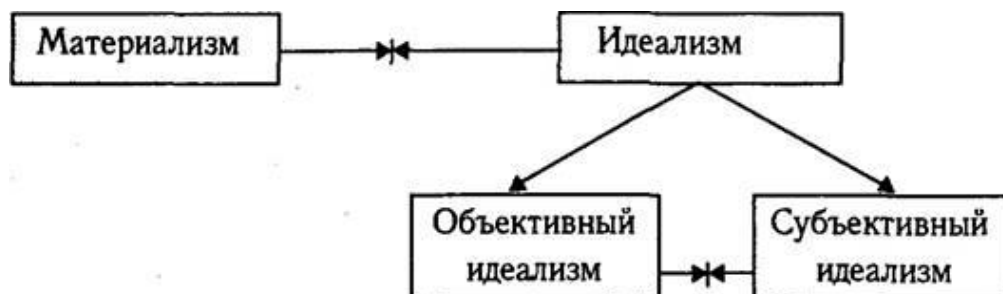 Материализм
Идеализм
Объективный
идеализм
Субъективный
идеализм